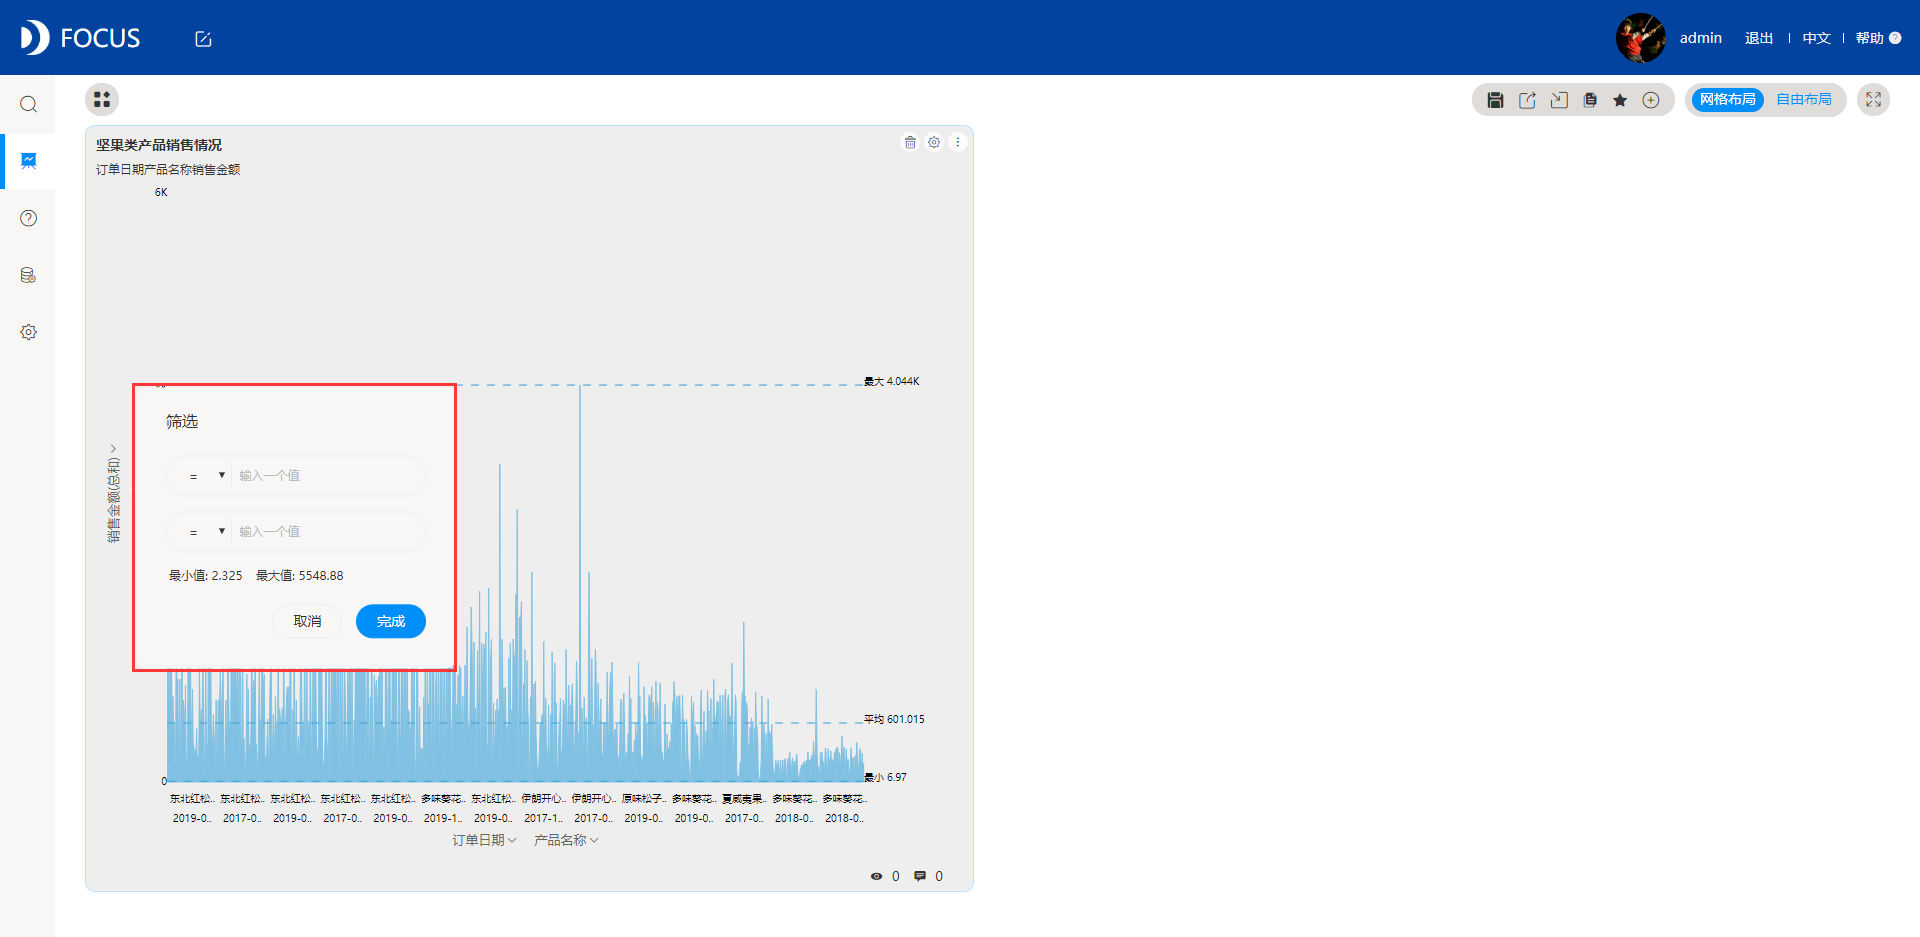 FOCUS
admin 退出 中文 帮助
网格布局 自由布局
坚果类产品销售情况
订单日期产品名称销售金额
6K
最大 4.044K
筛选
= 输入一个值
= 输入一个值
最小值: 2.325 最大值: 5548.88
取消 完成
销售金额(总和)
平均 601.015
最小 6.97
0
东北红松.. 东北红松.. 东北红松.. 东北红松.. 东北红松.. 多味葵花.. 东北红松.. 伊朗开心.. 伊朗开心.. 原味松子.. 多味葵花.. 夏威夷果.. 多味葵花.. 多味葵花..
2019-0.. 2017-0.. 2019-0.. 2017-0.. 2019-0.. 2019-1.. 2019-0.. 2017-1.. 2017-0.. 2019-0.. 2019-0.. 2017-0.. 2018-0.. 2018-0..
订单日期 产品名称
0 0